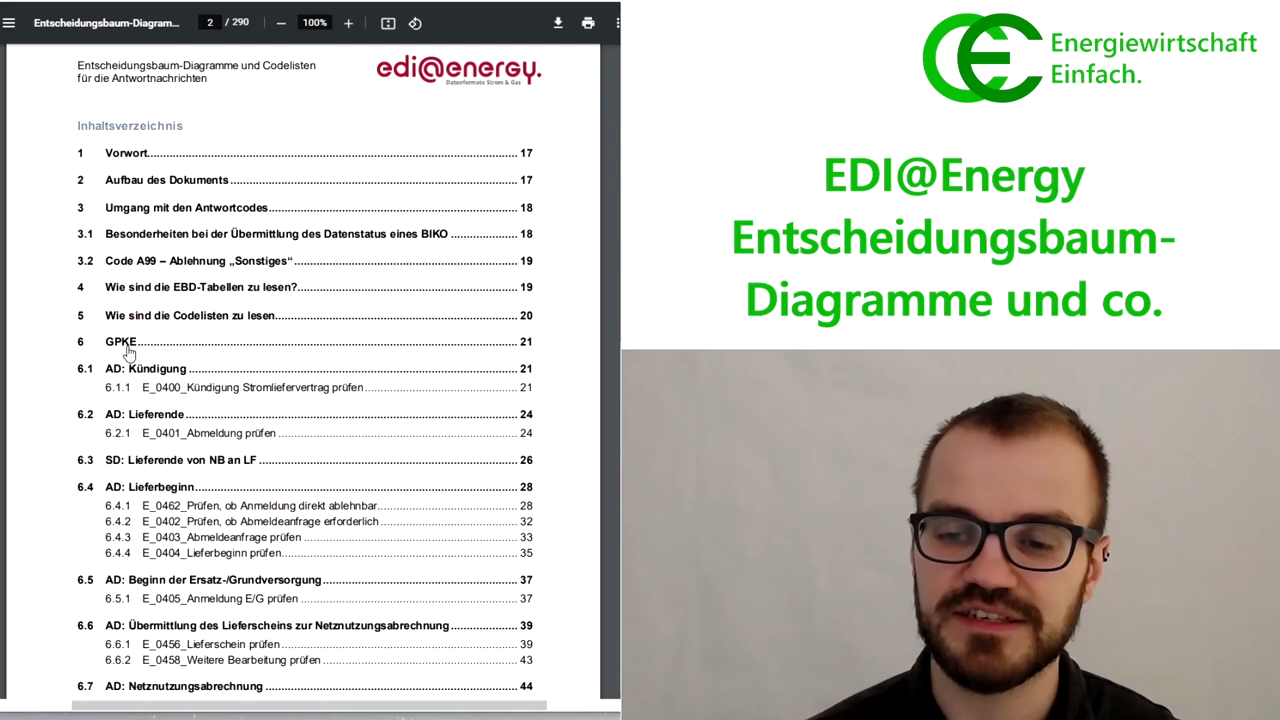 Entscheidungsbaum-Diagram...
2 / 290
100%
Entscheidungsbaum-Diagramme und Codelisten
für die Antwortnachrichten
edi@energy.
Datenformate Strom & Gas
Inhaltsverzeichnis
1 Vorwort 17
2 Aufbau des Dokuments 17
3 Umgang mit den Antwortcodes 18
3.1 Besonderheiten bei der Übermittlung des Datenstatus eines BIKO 18
3.2 Code A99 – Ablehnung „Sonstiges“ 19
4 Wie sind die EBD-Tabellen zu lesen? 19
5 Wie sind die Codelisten zu lesen 20
6 GPKE 21
6.1 AD: Kündigung 21
6.1.1 E_0400_Kündigung Stromliefervertrag prüfen 21
6.2 AD: Lieferende 24
6.2.1 E_0401_Abmeldung prüfen 24
6.3 SD: Lieferende von NB an LF 26
6.4 AD: Lieferbeginn 28
6.4.1 E_0462_Prüfen, ob Anmeldung direkt ablehnbar 28
6.4.2 E_0402_Prüfen, ob Abmeldeanfrage erforderlich 32
6.4.3 E_0403_Abmeldeanfrage prüfen 33
6.4.4 E_0404_Lieferbeginn prüfen 35
6.5 AD: Beginn der Ersatz-/Grundversorgung 37
6.5.1 E_0405_Anmeldung E/G prüfen 37
6.6 AD: Übermittlung des Lieferscheins zur Netznutzungsabrechnung 39
6.6.1 E_0456_Lieferschein prüfen 39
6.6.2 E_0458_Weitere Bearbeitung prüfen 43
6.7 AD: Netznutzungsabrechnung 44
Energiewirtschaft
Einfach.
EDI@Energy
Entscheidungsbaum-
Diagramme und co.